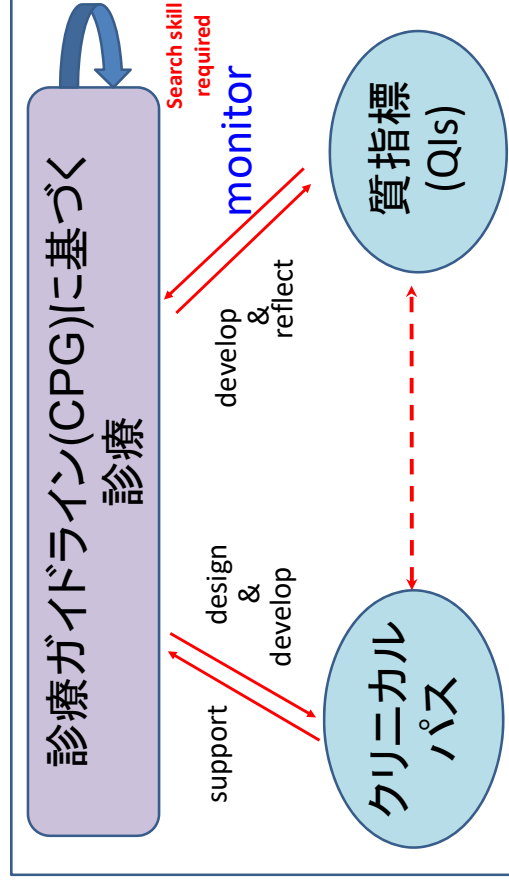 診療ガイドライン(CPG)に基づく
診療
Search skill
required
support
design
&
develop
develop
&
reflect
monitor
クリニカル
パス
質指標
(QIs)